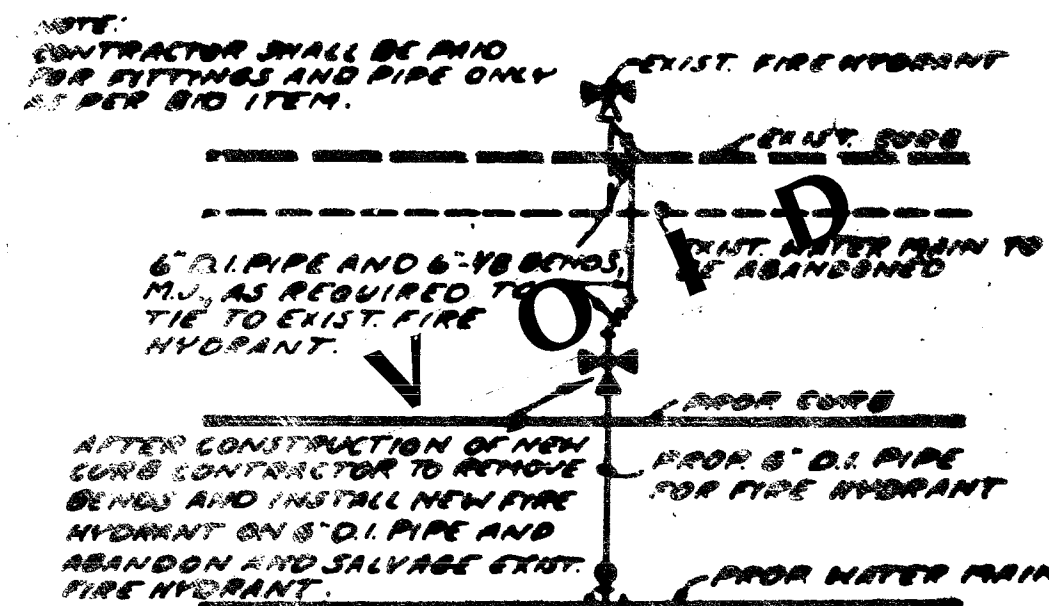 NOTE:
CONTRACTOR SHALL BE PAID
FOR FITTINGS AND PIPE ONLY
AS PER BID ITEM.
EXIST. FIRE HYDRANT
EXIST. CURB
EXIST. WATER MAIN TO
BE ABANDONED
6" D.I. PIPE AND 6"-1/8 BENDS,
M.J., AS REQUIRED TO
TIE TO EXIST. FIRE
HYDRANT.
VOID
PROP. CURB
AFTER CONSTRUCTION OF NEW
CURB CONTRACTOR TO REMOVE
BENDS AND INSTALL NEW FIRE
HYDRANT ON 6" D.I. PIPE AND
ABANDON AND SALVAGE EXIST.
FIRE HYDRANT.
PROP. 6" D.I. PIPE
FOR FIRE HYDRANT
PROP. WATER MAIN